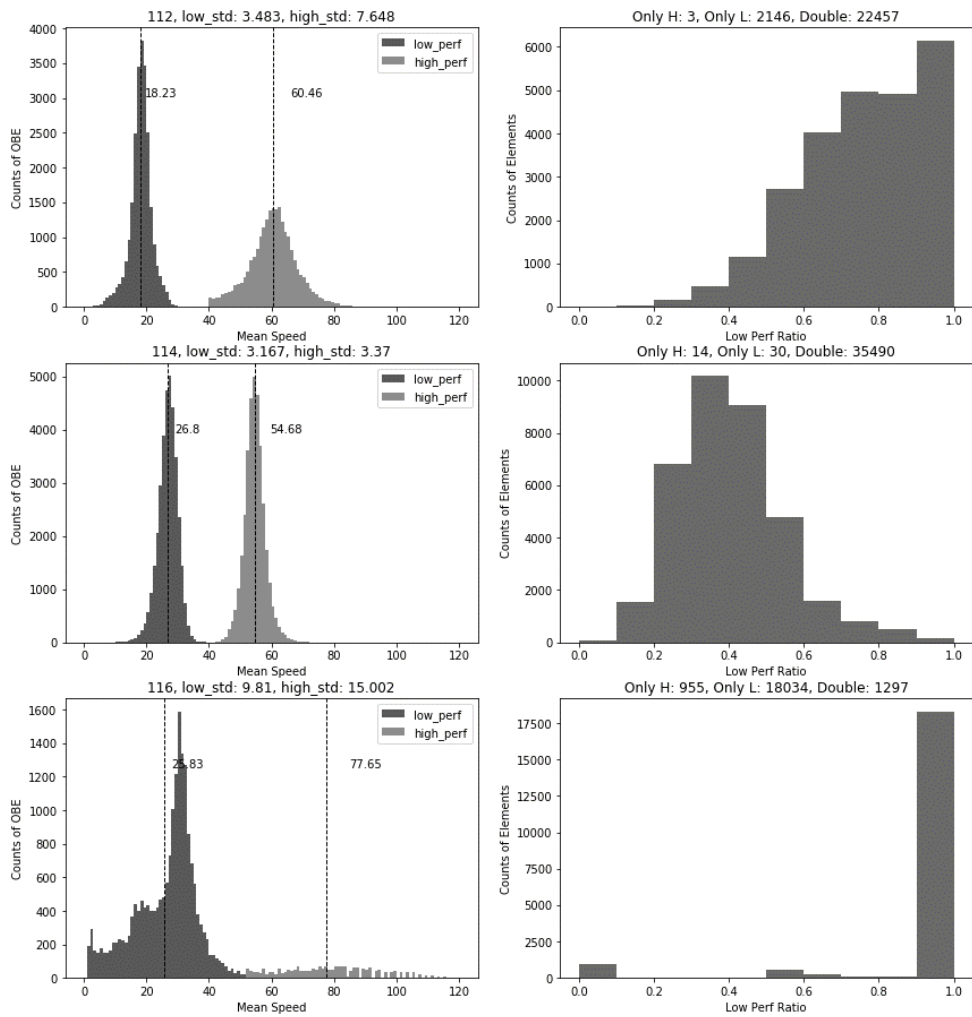 112, low_std: 3.483, high_std: 7.648
4000
3500
3000
2500
2000
1500
1000
500
0
Counts of OBE
low_perf
high_perf
18.23
60.46
0 20 40 60 80 100 120
Mean Speed
Only H: 3, Only L: 2146, Double: 22457
6000
5000
4000
3000
2000
1000
0
Counts of Elements
0.0 0.2 0.4 0.6 0.8 1.0
Low Perf Ratio
114, low_std: 3.167, high_std: 3.37
5000
4000
3000
2000
1000
0
Counts of OBE
low_perf
high_perf
26.8
54.68
0 20 40 60 80 100 120
Mean Speed
Only H: 14, Only L: 30, Double: 35490
10000
8000
6000
4000
2000
0
Counts of Elements
0.0 0.2 0.4 0.6 0.8 1.0
Low Perf Ratio
116, low_std: 9.81, high_std: 15.002
1600
1400
1200
1000
800
600
400
200
0
Counts of OBE
low_perf
high_perf
25.83
77.65
0 20 40 60 80 100 120
Mean Speed
Only H: 955, Only L: 18034, Double: 1297
17500
15000
12500
10000
7500
5000
2500
0
Counts of Elements
0.0 0.2 0.4 0.6 0.8 1.0
Low Perf Ratio